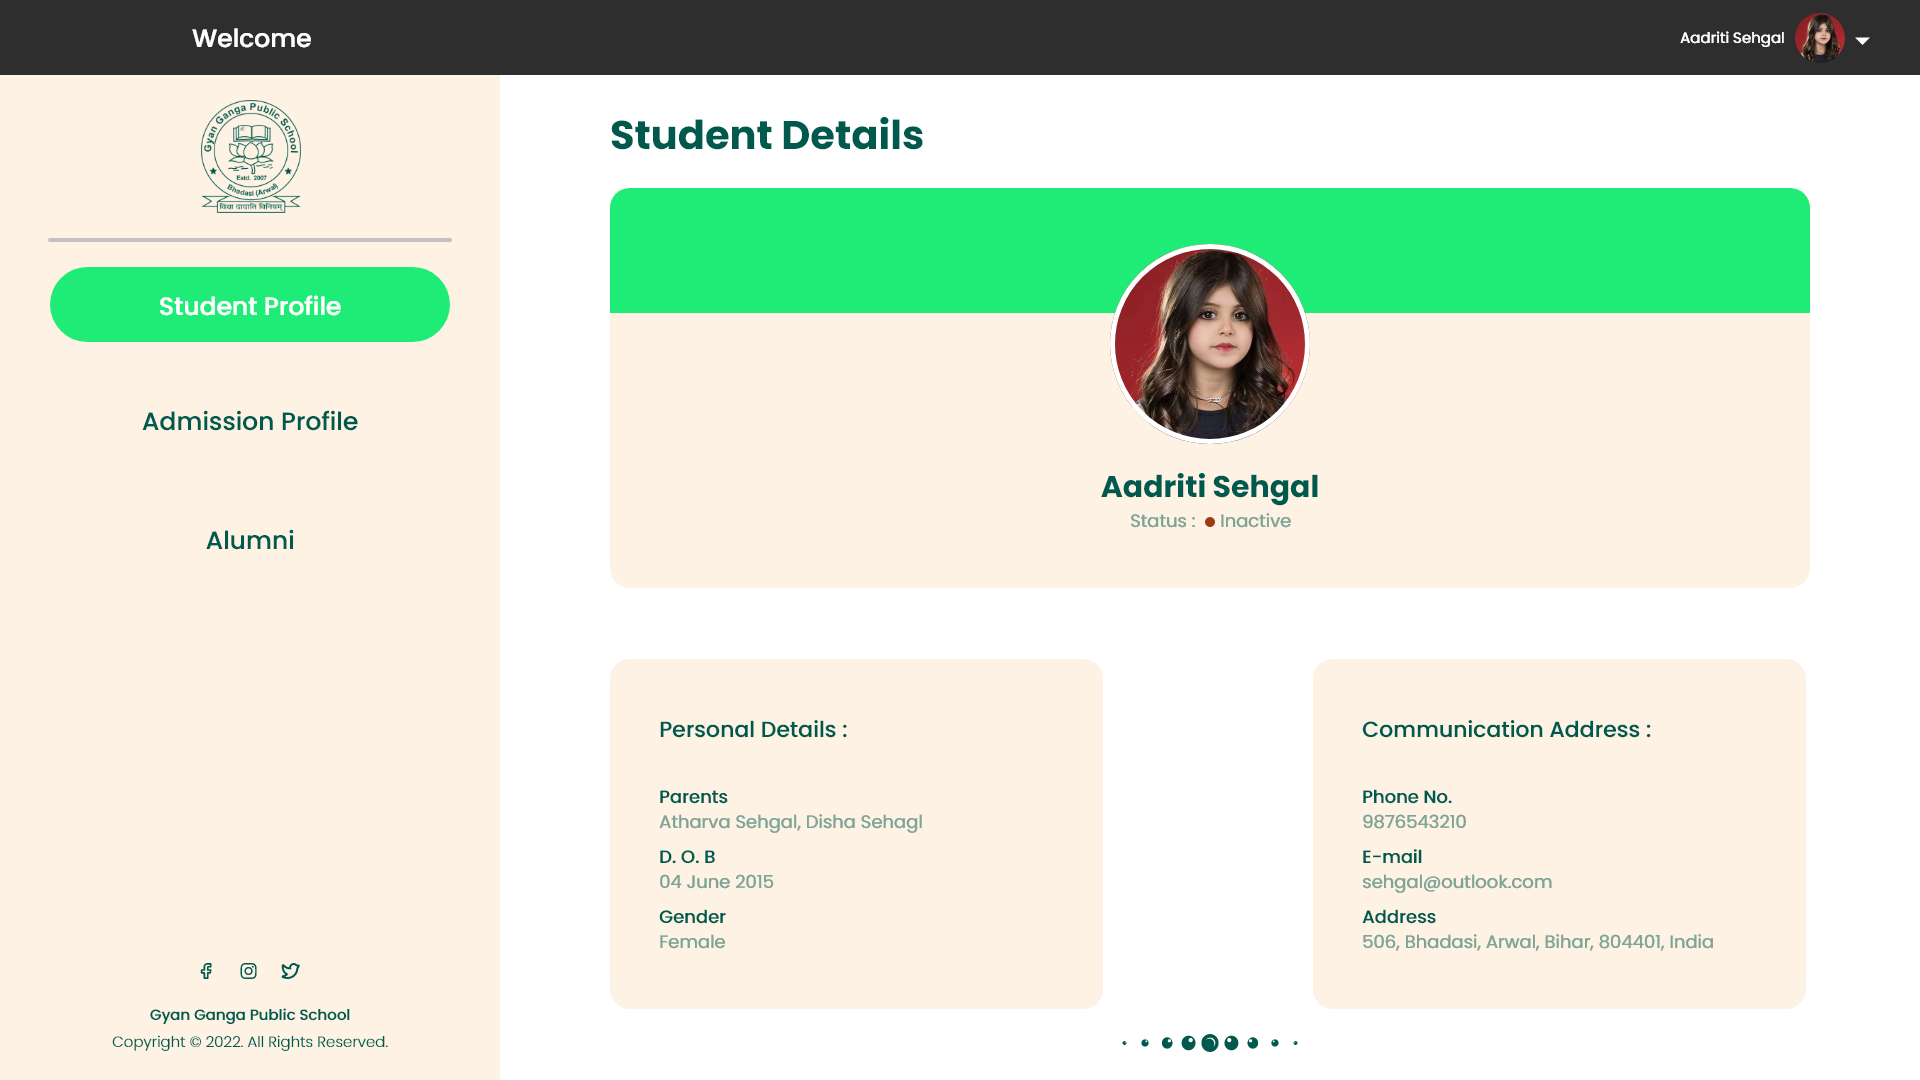 Welcome
Aadriti Sehgal
Gyan Ganga Public School
Estd. 2007
Bhadasi (Arwal)
Student Profile
Admission Profile
Alumni
Gyan Ganga Public School
Copyright © 2022. All Rights Reserved.
Student Details
Aadriti Sehgal
Status : Inactive
Personal Details :
Parents
Atharva Sehgal, Disha Sehagl
D. O. B
04 June 2015
Gender
Female
Communication Address :
Phone No.
9876543210
E-mail
sehgal@outlook.com
Address
506, Bhadasi, Arwal, Bihar, 804401, India